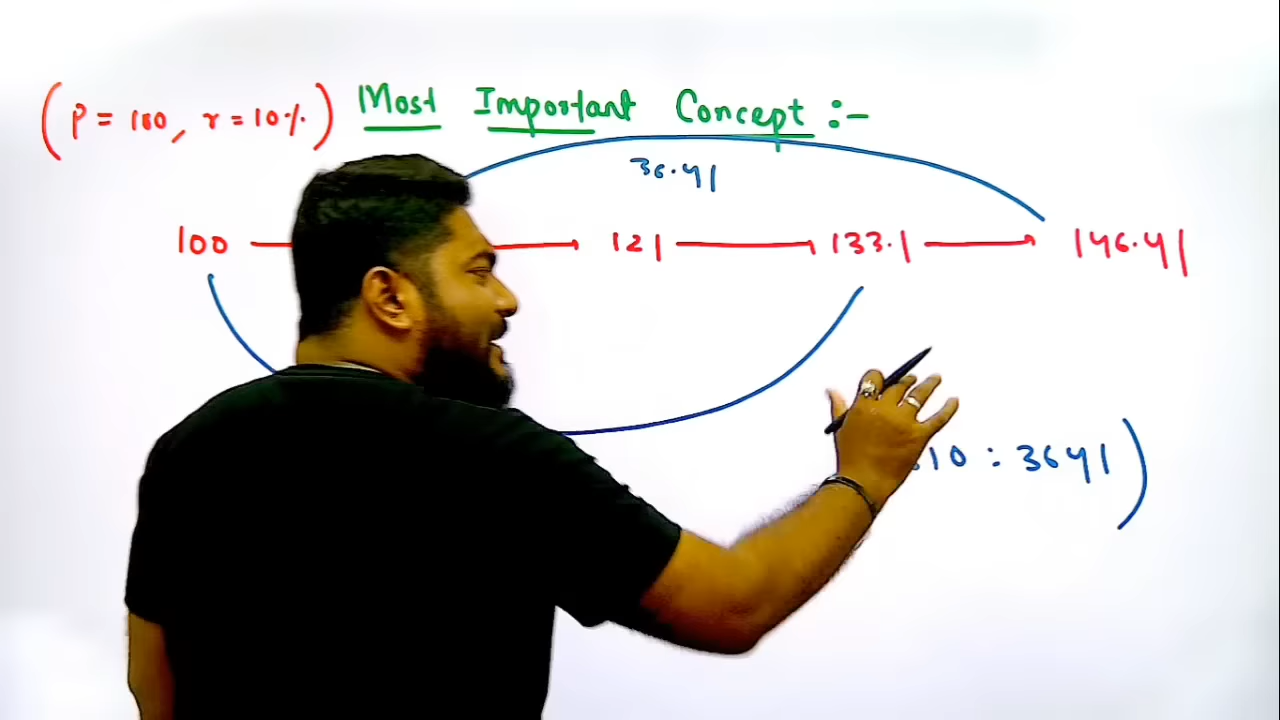 (P = 100, r = 10%) Most Important Concept :-
36.41
100 121 133.1 146.41
10 : 3641)